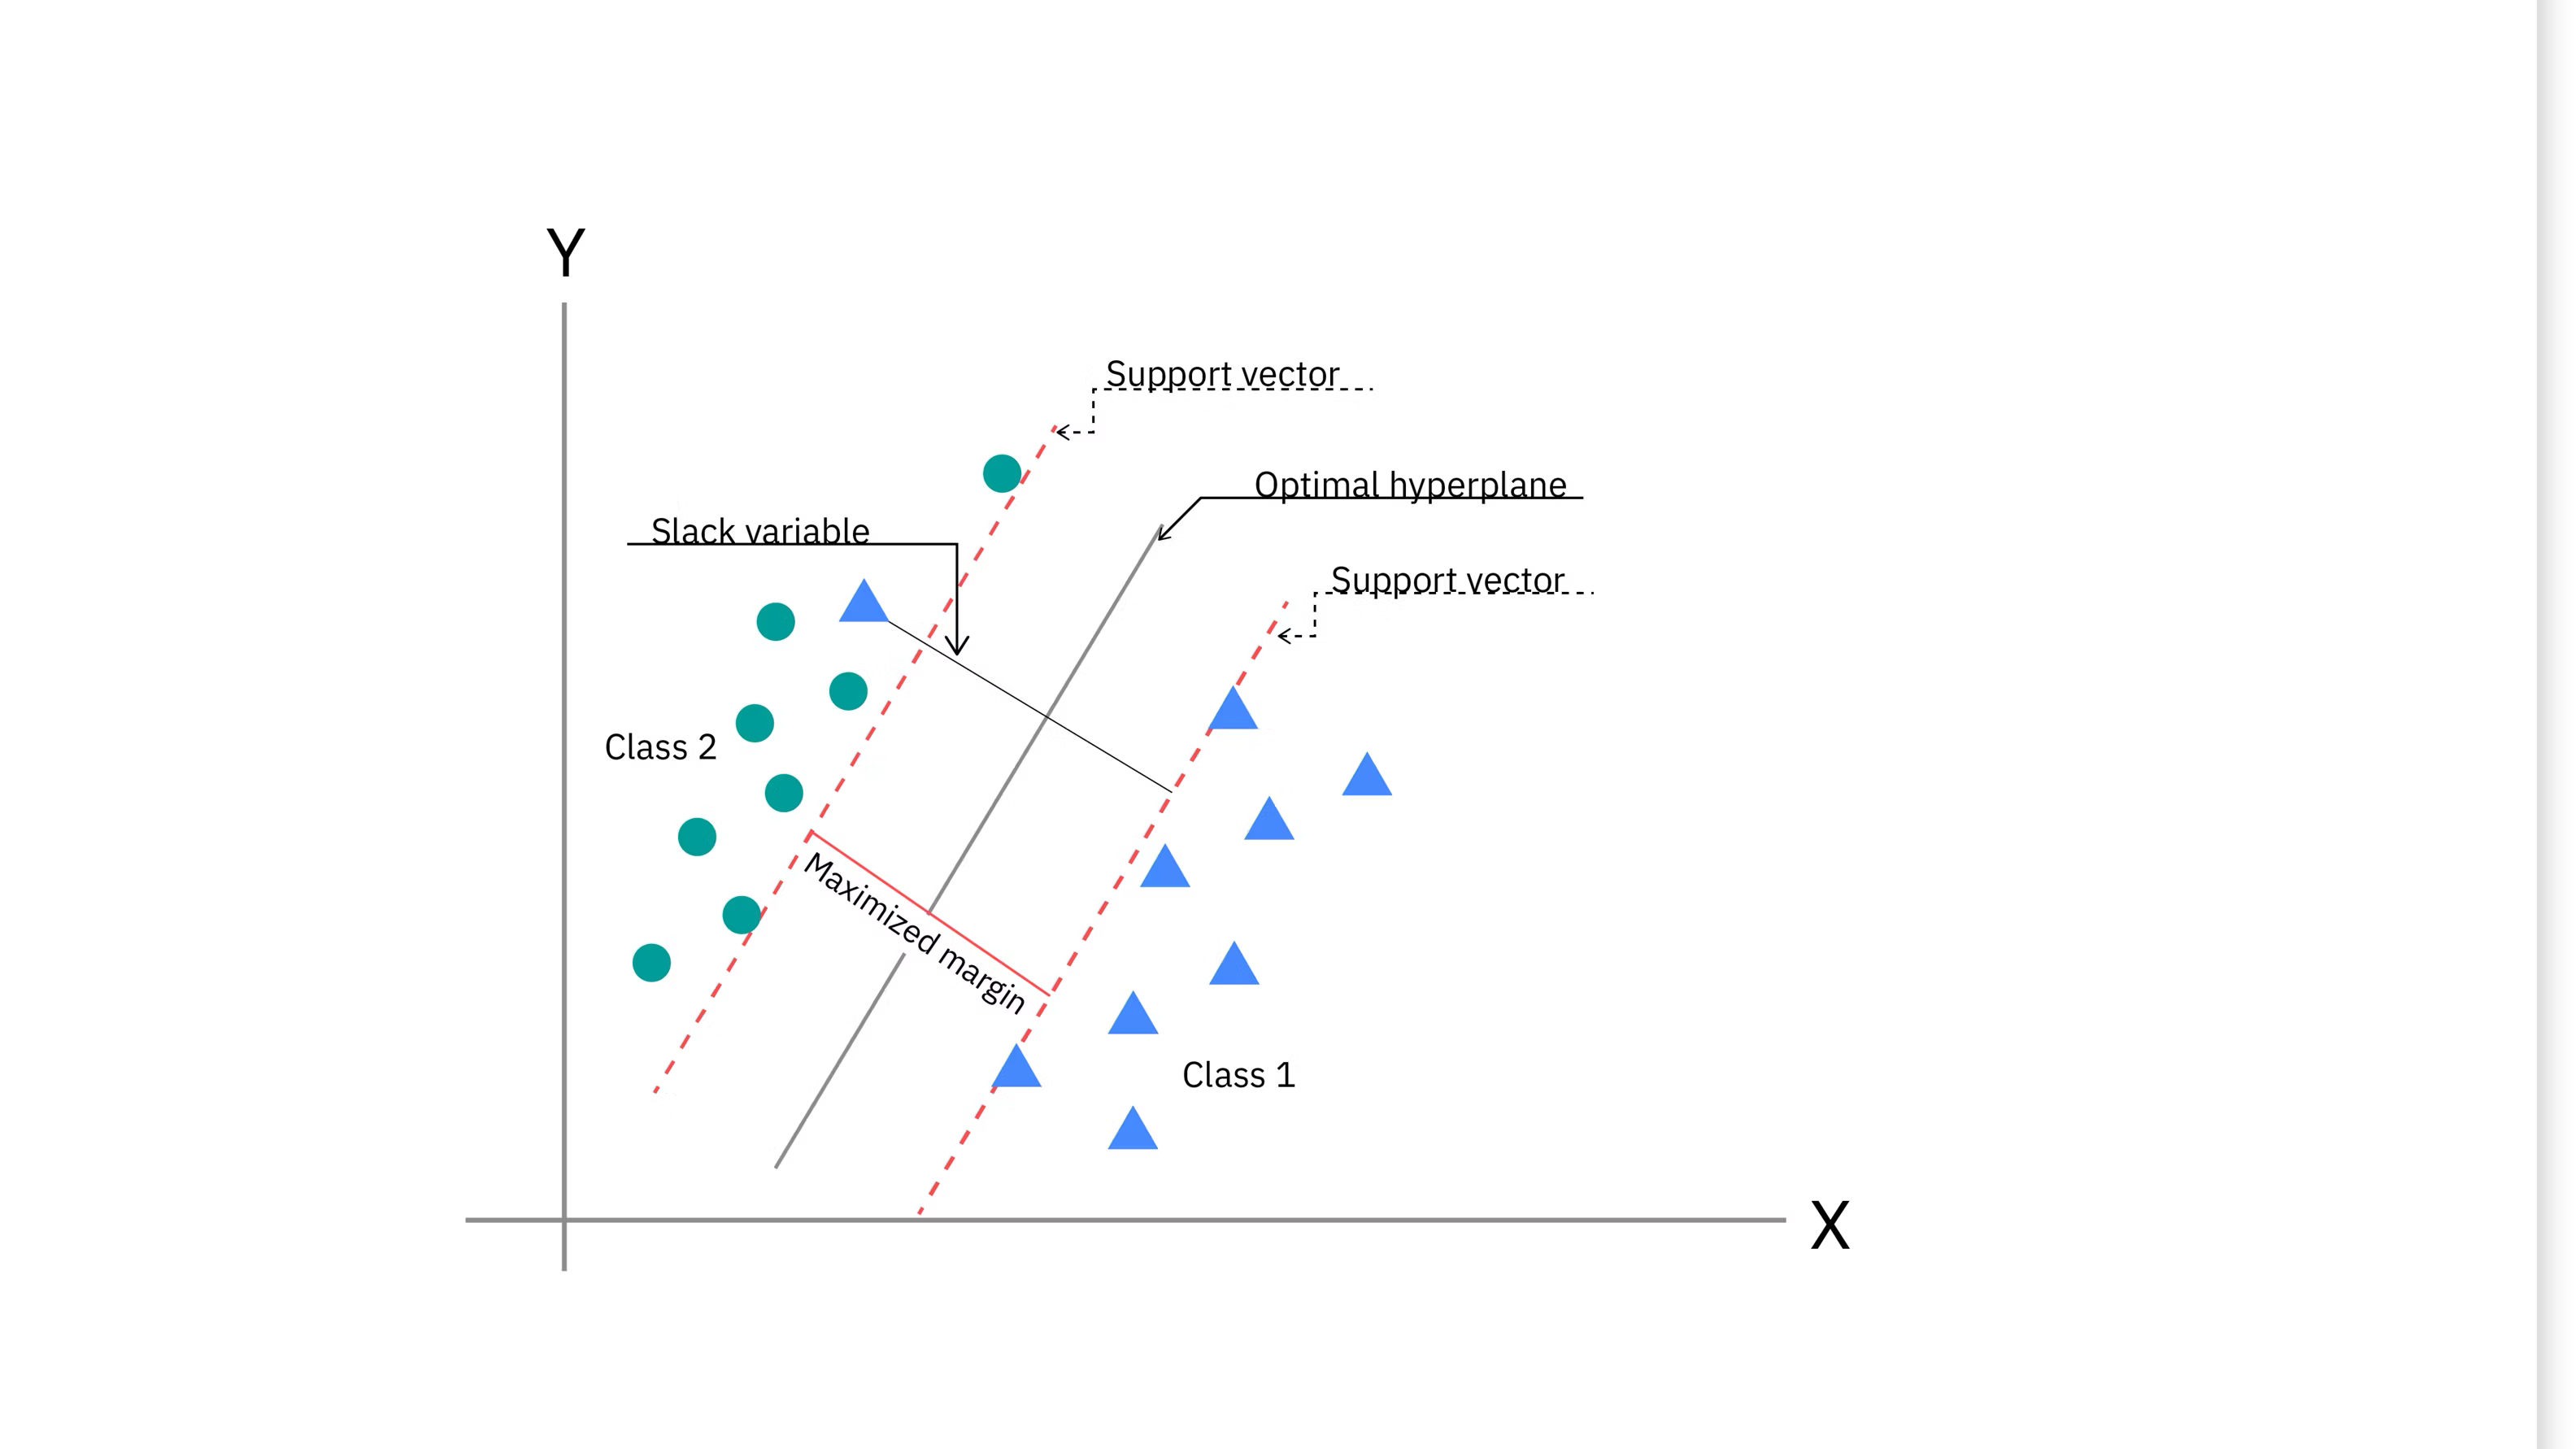 Y
Support vector
Optimal hyperplane
Slack variable
Support vector
Class 2
Maximized margin
Class 1
X